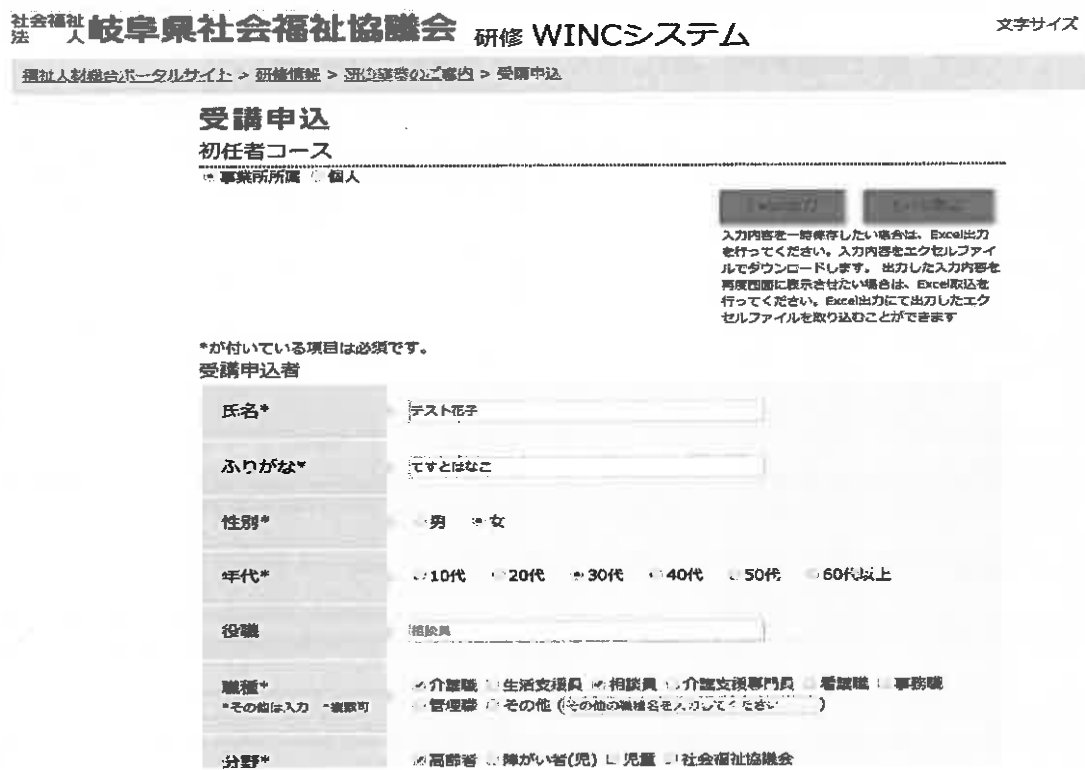 社会福祉法人 岐阜県社会福祉協議会 研修 WINCシステム
文字サイズ
福祉人材総合ポータルサイト > 研修情報 > > 受講申込
受講申込
初任者コース
事業所所属 個人
入力内容を一時保存したい場合は、Excel出力
を行ってください。入力内容をエクセルファイ
ルでダウンロードします。 出力した入力内容を
再度画面に表示させたい場合は、Excel取込を
行ってください。Excel出力にて出力したエク
セルファイルを取り込むことができます
*が付いている項目は必須です。
受講申込者
氏名* テスト花子
ふりがな* てすとはなこ
性別* 男 女
年代* 10代 20代 30代 40代 50代 60代以上
役職 相談員
職種* 介護職 生活支援員 相談員 介護支援専門員 看護職 事務職
*その他は入力 *複数可 管理職 その他 (その他の職種名を入力してください )
分野* 高齢者 障がい者(児) 児童 社会福祉協議会